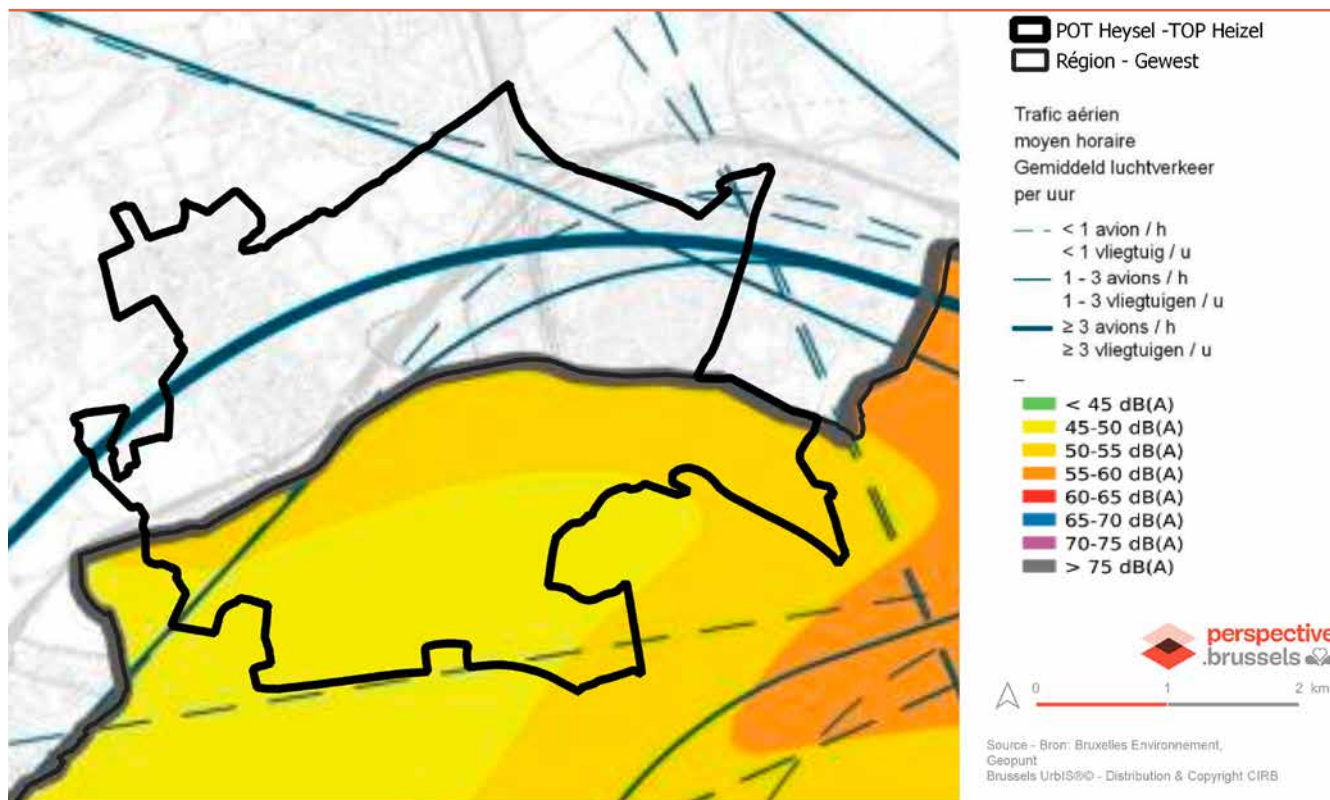 POT Heysel -TOP Heizel
Région - Gewest
Trafic aérien
moyen horaire
Gemiddeld luchtverkeer
per uur
< 1 avion / h
< 1 vliegtuig / u
1 - 3 avions / h
1 - 3 vliegtuigen / u
≥ 3 avions / h
≥ 3 vliegtuigen / u
–
< 45 dB(A)
45-50 dB(A)
50-55 dB(A)
55-60 dB(A)
60-65 dB(A)
65-70 dB(A)
70-75 dB(A)
> 75 dB(A)
perspective
.brussels
0 1 2 km
Source - Bron: Bruxelles Environnement,
Geopunt
Brussels UrbIS®© - Distribution & Copyright CIRB